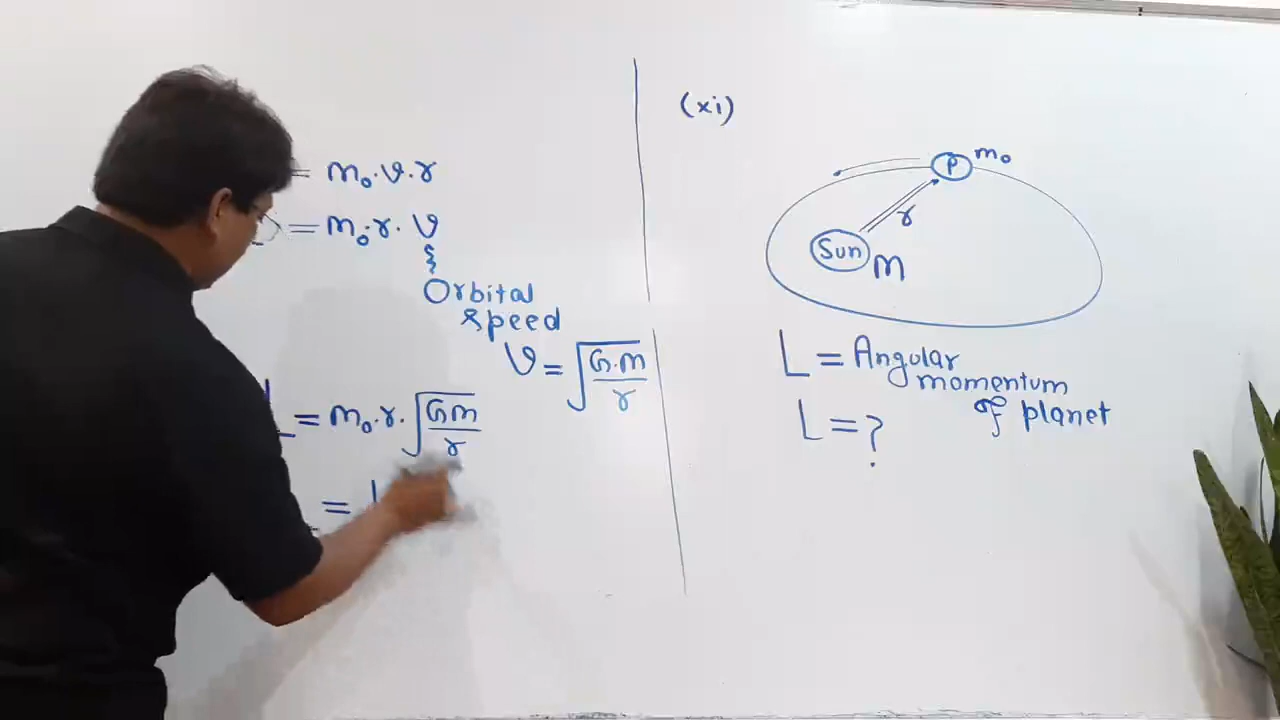 = m₀.v.r
= m₀.r. v
Orbital
speed
v = √(G.M/r)
L = m₀.r.√(GM/r)
=
(xi)
P m₀
r
Sun M
L = Angular
momentum
of planet
L = ?